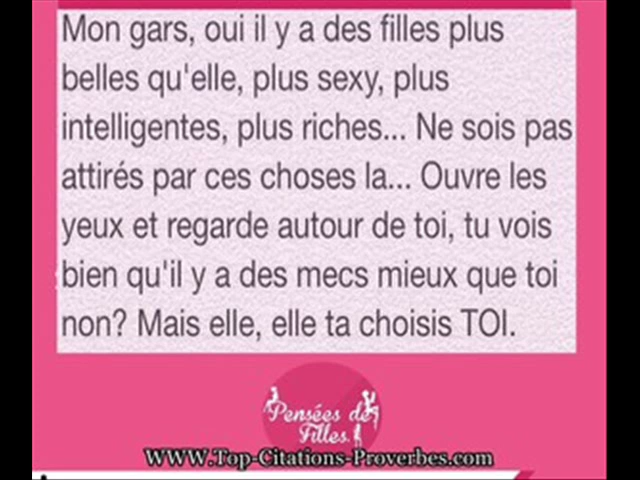 Mon gars, oui il y a des filles plus
belles qu'elle, plus sexy, plus
intelligentes, plus riches... Ne sois pas
attirés par ces choses la... Ouvre les
yeux et regarde autour de toi, tu vois
bien qu'il y a des mecs mieux que toi
non? Mais elle, elle ta choisis TOI.
Pensées de
Filles
WWW.Top-Citations-Proverbes.com